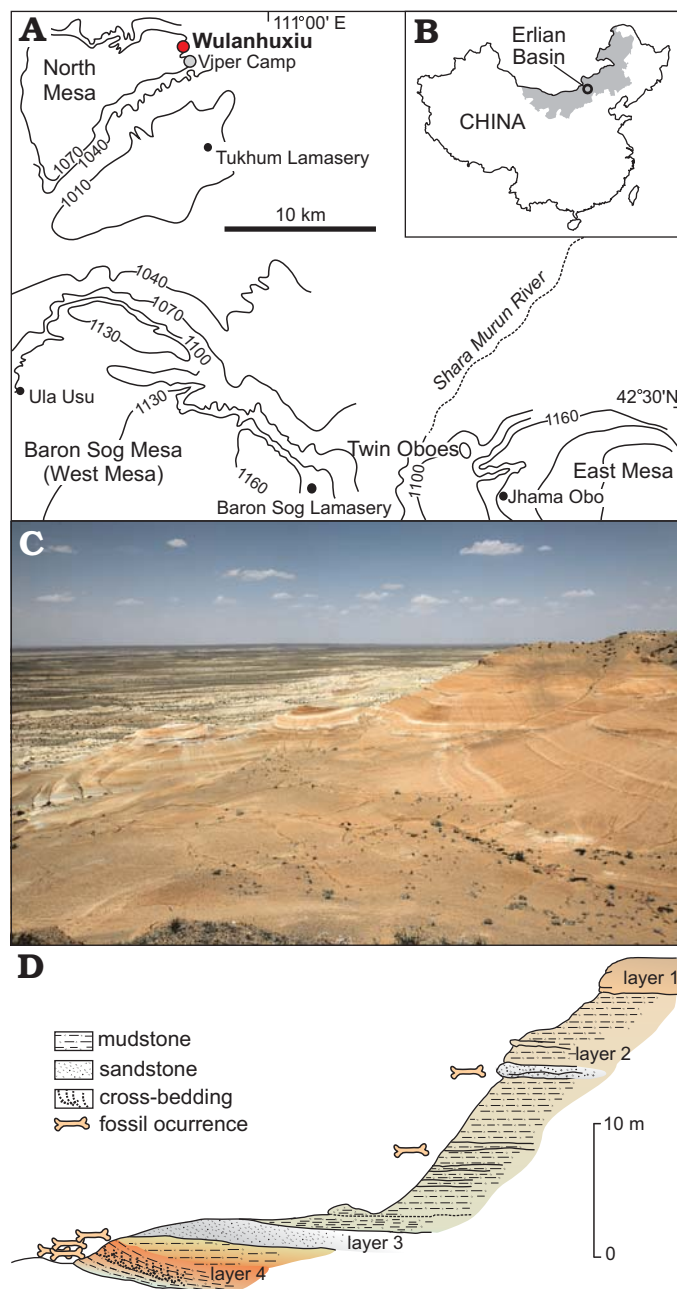 A
111°00' E
Wulanhuxiu
Viper Camp
North
Mesa
1070
1040
1010
Tukhum Lamasery
10 km
B
Erlian
Basin
CHINA
1040
1070
1100
1130
1130
1160
Ula Usu
Baron Sog Mesa
(West Mesa)
Baron Sog Lamasery
Shara Murun River
42°30'N
1160
Twin Oboes
1100
East Mesa
Jhama Obo
C
D
mudstone
sandstone
cross-bedding
fossil ocurrence
layer 1
layer 2
layer 3
layer 4
10 m
0